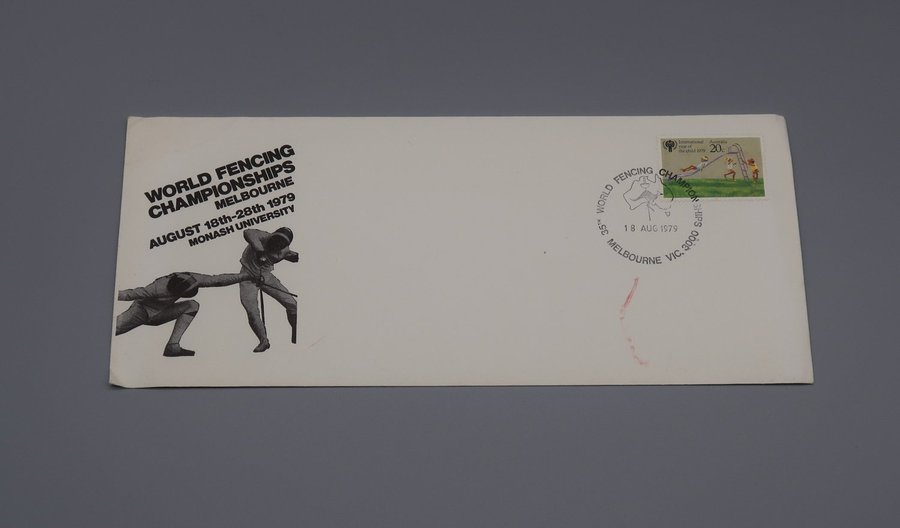 WORLD FENCING
CHAMPIONSHIPS
MELBOURNE
AUGUST 18th-28th 1979
MONASH UNIVERSITY
International
year of
the child 1979
Australia
20c
35TH WORLD FENCING CHAMPIONSHIPS
18 AUG 1979
MELBOURNE VIC. 3000